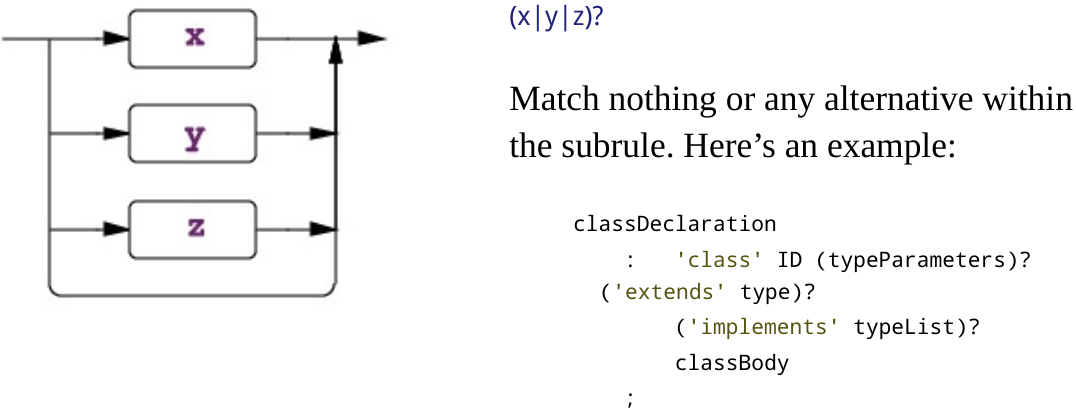 x
y
z
(x|y|z)?
Match nothing or any alternative within
the subrule. Here’s an example:
classDeclaration
: 'class' ID (typeParameters)?
('extends' type)?
('implements' typeList)?
classBody
;